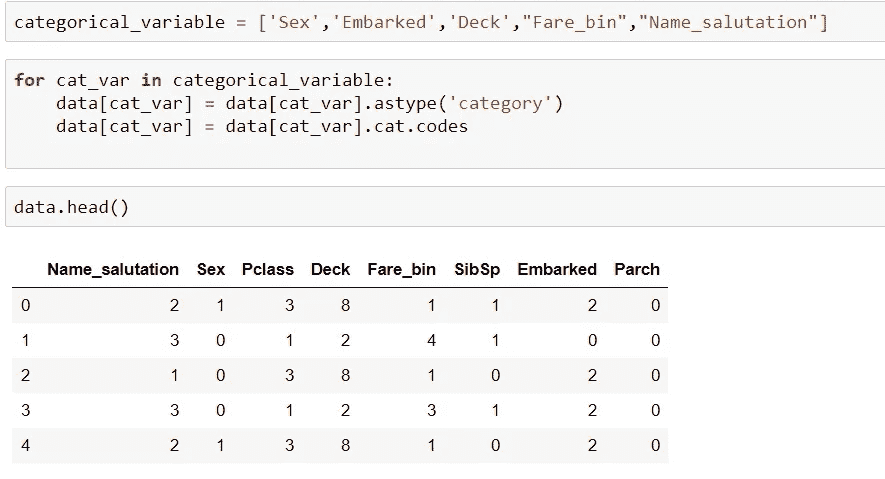 categorical_variable = ['Sex','Embarked','Deck',"Fare_bin","Name_salutation"]
for cat_var in categorical_variable:
    data[cat_var] = data[cat_var].astype('category')
    data[cat_var] = data[cat_var].cat.codes
data.head()
Name_salutation Sex Pclass Deck Fare_bin SibSp Embarked Parch
0 2 1 3 8 1 1 2 0
1 3 0 1 2 4 1 0 0
2 1 0 3 8 1 0 2 0
3 3 0 1 2 3 1 2 0
4 2 1 3 8 1 0 2 0